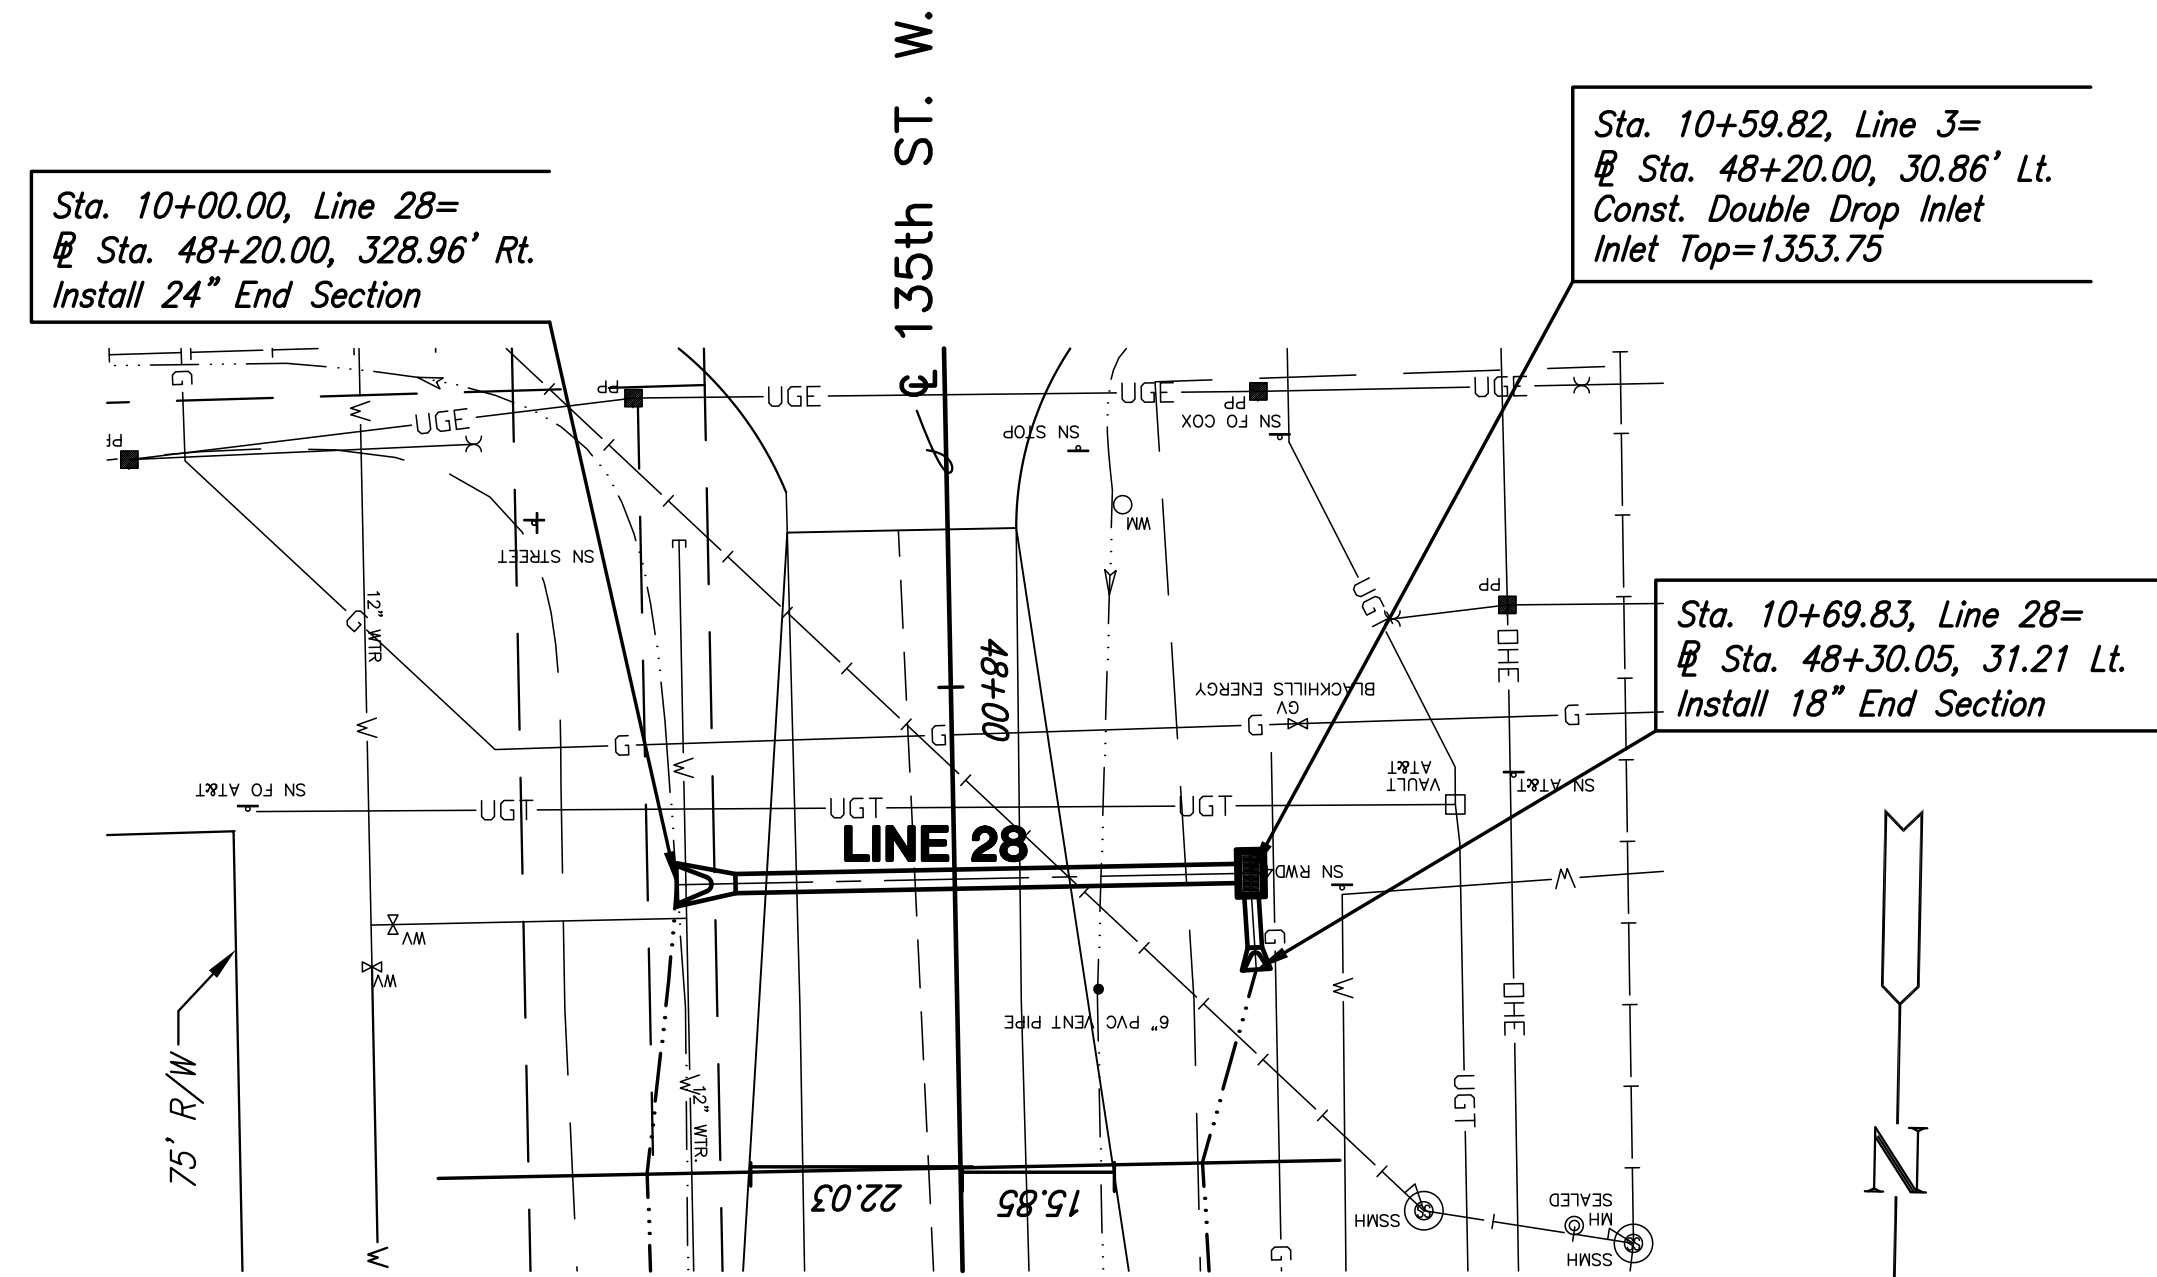 ℄ 135th ST. W.
Sta. 10+59.82, Line 3=
℄ Sta. 48+20.00, 30.86' Lt.
Const. Double Drop Inlet
Inlet Top=1353.75
Sta. 10+00.00, Line 28=
℄ Sta. 48+20.00, 328.96' Rt.
Install 24" End Section
G
PP
UGE
UGE
UGE
PP
SN FO COX
UGE
SN STOP
W
PP
WM
SN STREET
UGE
PP
G
12" WTR
OHE
Sta. 10+69.83, Line 28=
℄ Sta. 48+30.05, 31.21 Lt.
Install 18" End Section
48+00
BLACKHILLS ENERGY
GV
W
G
G
G
G
W
AT&T
VAULT
SN FO AT&T
SN AT&T
UGT
UGT
UGT
LINE 28
SN RWD4
W
WV
G
WV
W
OHE
6" PVC VENT PIPE
75' R/W
W
12" WTR.
UGT
N
22.03
15.85
SSMH
SS
SEALED
MH
SS
SSMH
W
G